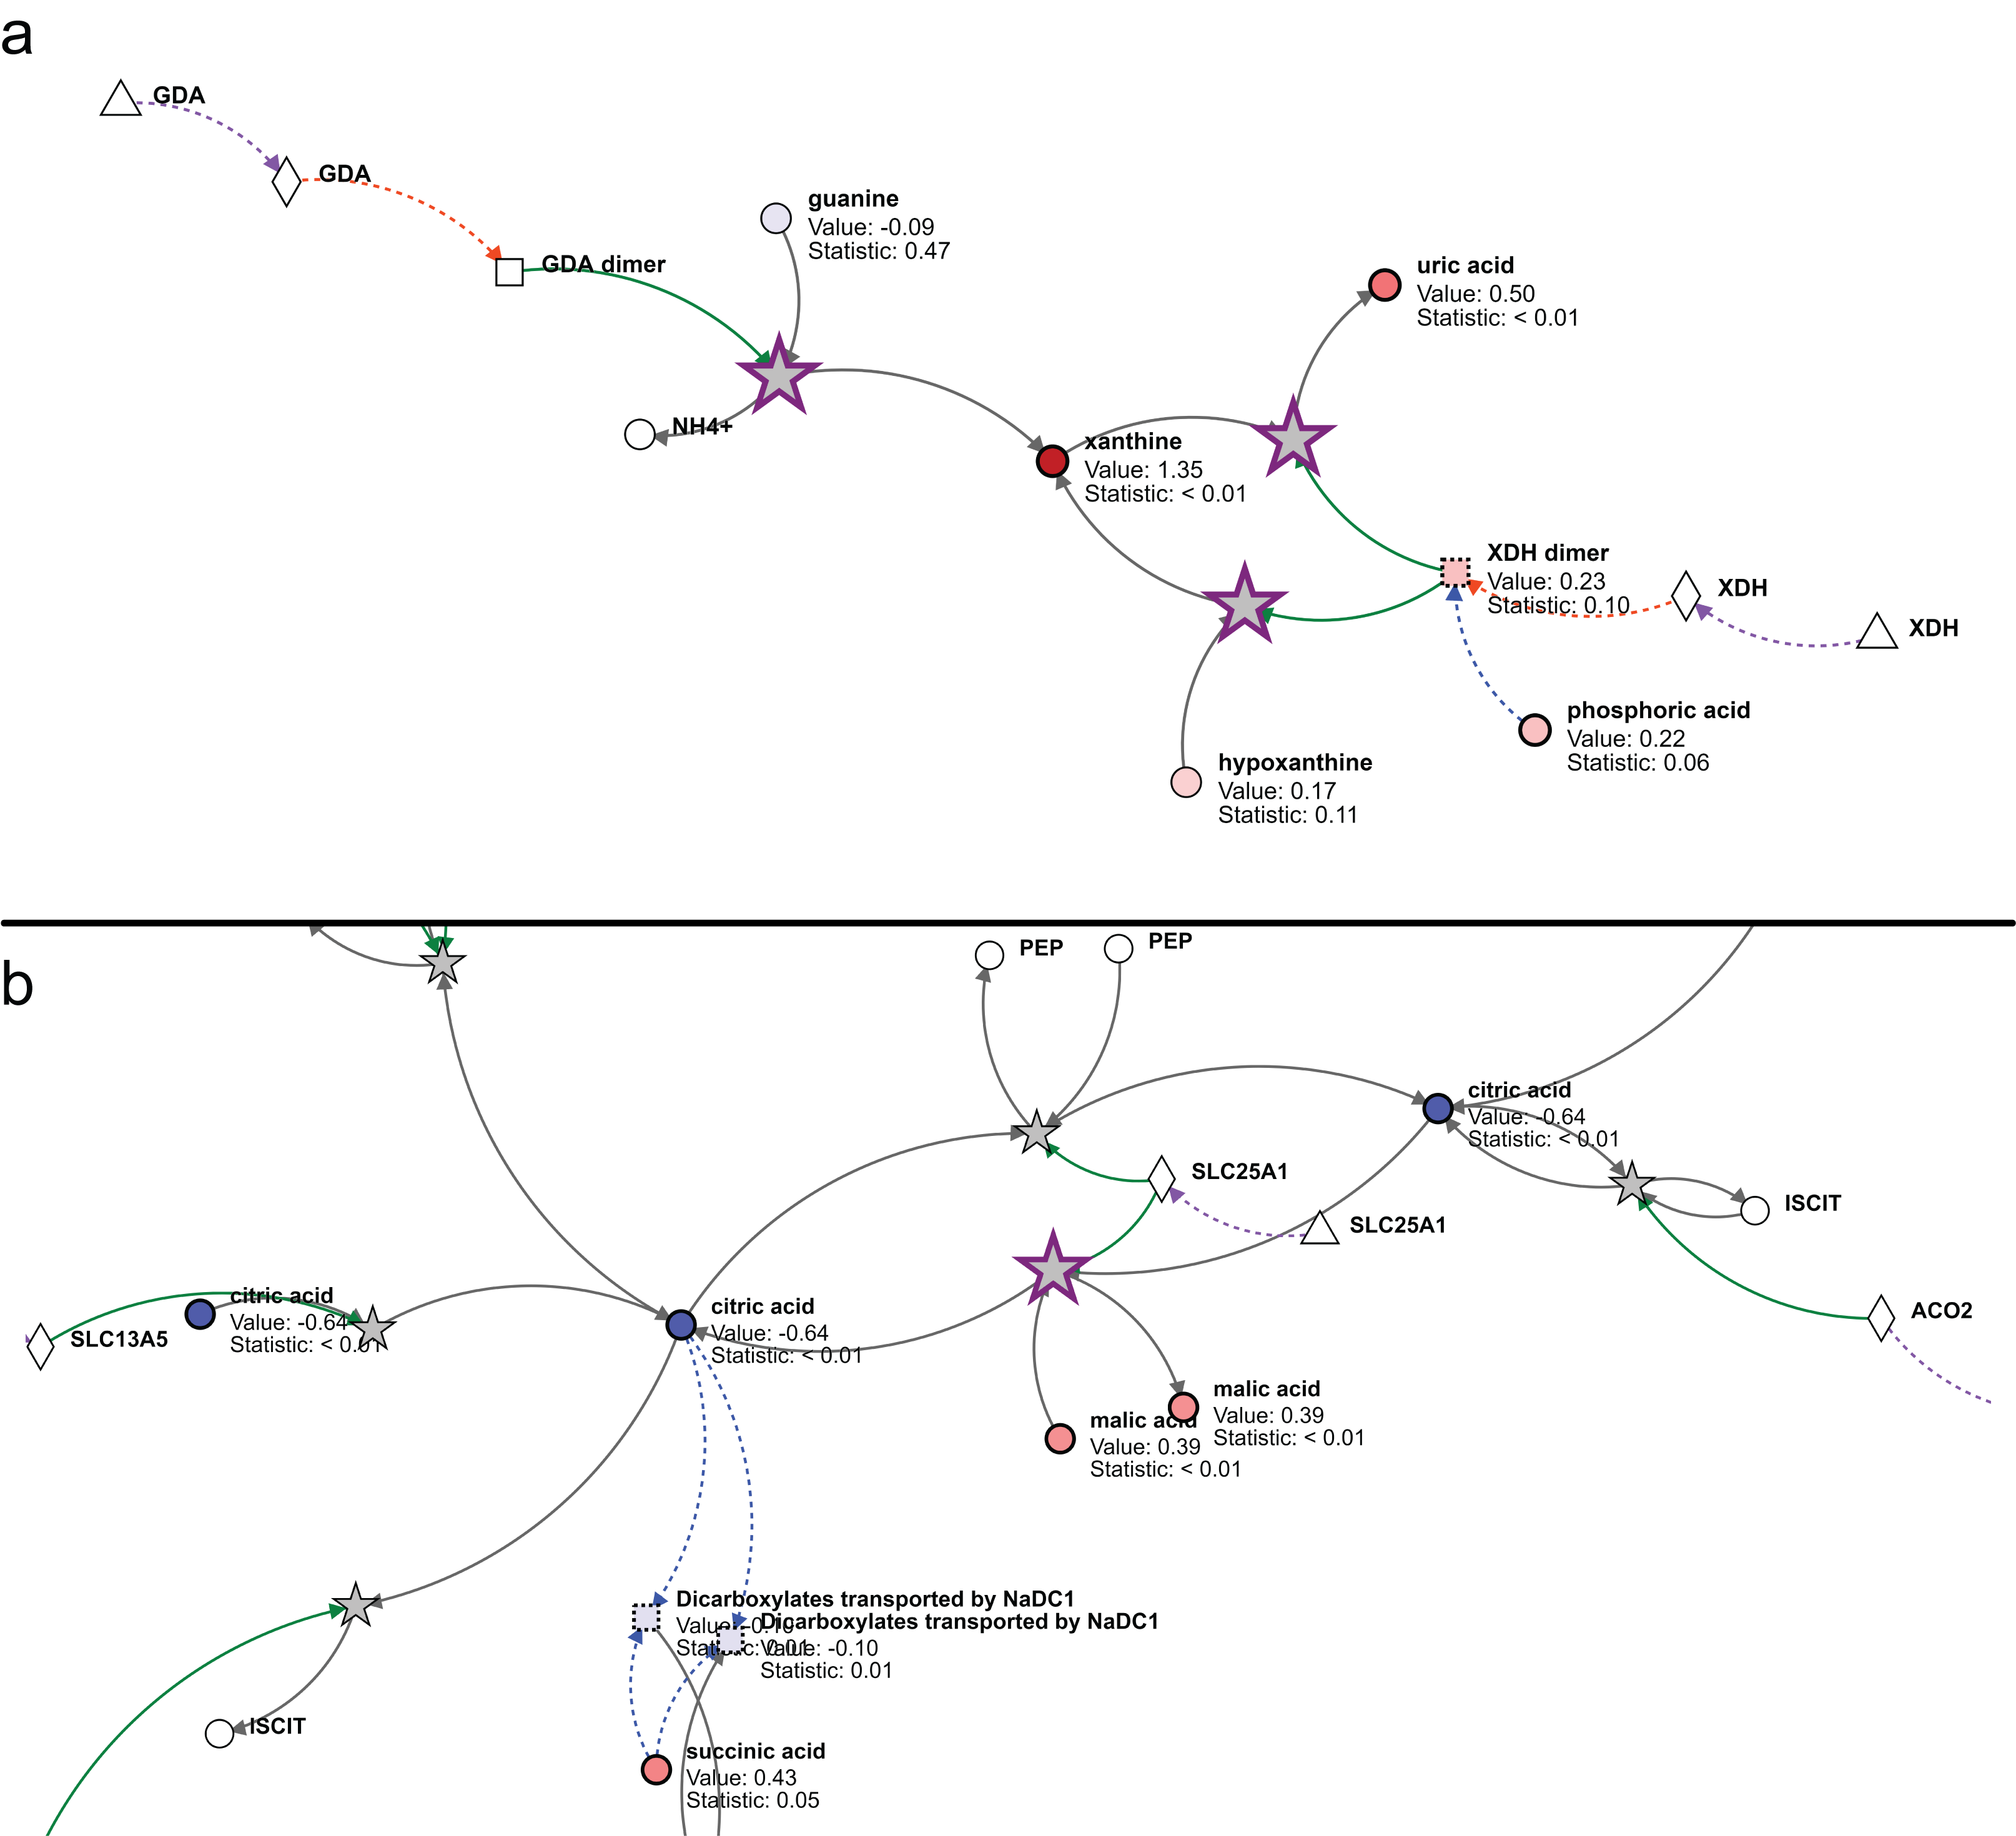 a
GDA
GDA
guanine
Value: -0.09
Statistic: 0.47
GDA dimer
uric acid
Value: 0.50
Statistic: < 0.01
NH4+
xanthine
Value: 1.35
Statistic: < 0.01
XDH dimer
Value: 0.23
Statistic: 0.10
XDH
XDH
phosphoric acid
Value: 0.22
Statistic: 0.06
hypoxanthine
Value: 0.17
Statistic: 0.11
b
PEP
PEP
citric acid
Value: -0.64
Statistic: < 0.01
SLC25A1
ISCIT
SLC25A1
citric acid
Value: -0.64
Statistic: < 0.01
SLC13A5
citric acid
Value: -0.64
Statistic: < 0.01
ACO2
malic acid
Value: 0.39
Statistic: < 0.01
malic acid
Value: 0.39
Statistic: < 0.01
Dicarboxylates transported by NaDC1
Value: -0.10
Statistic: 0.01
Dicarboxylates transported by NaDC1
Value: -0.10
Statistic: 0.01
ISCIT
succinic acid
Value: 0.43
Statistic: 0.05